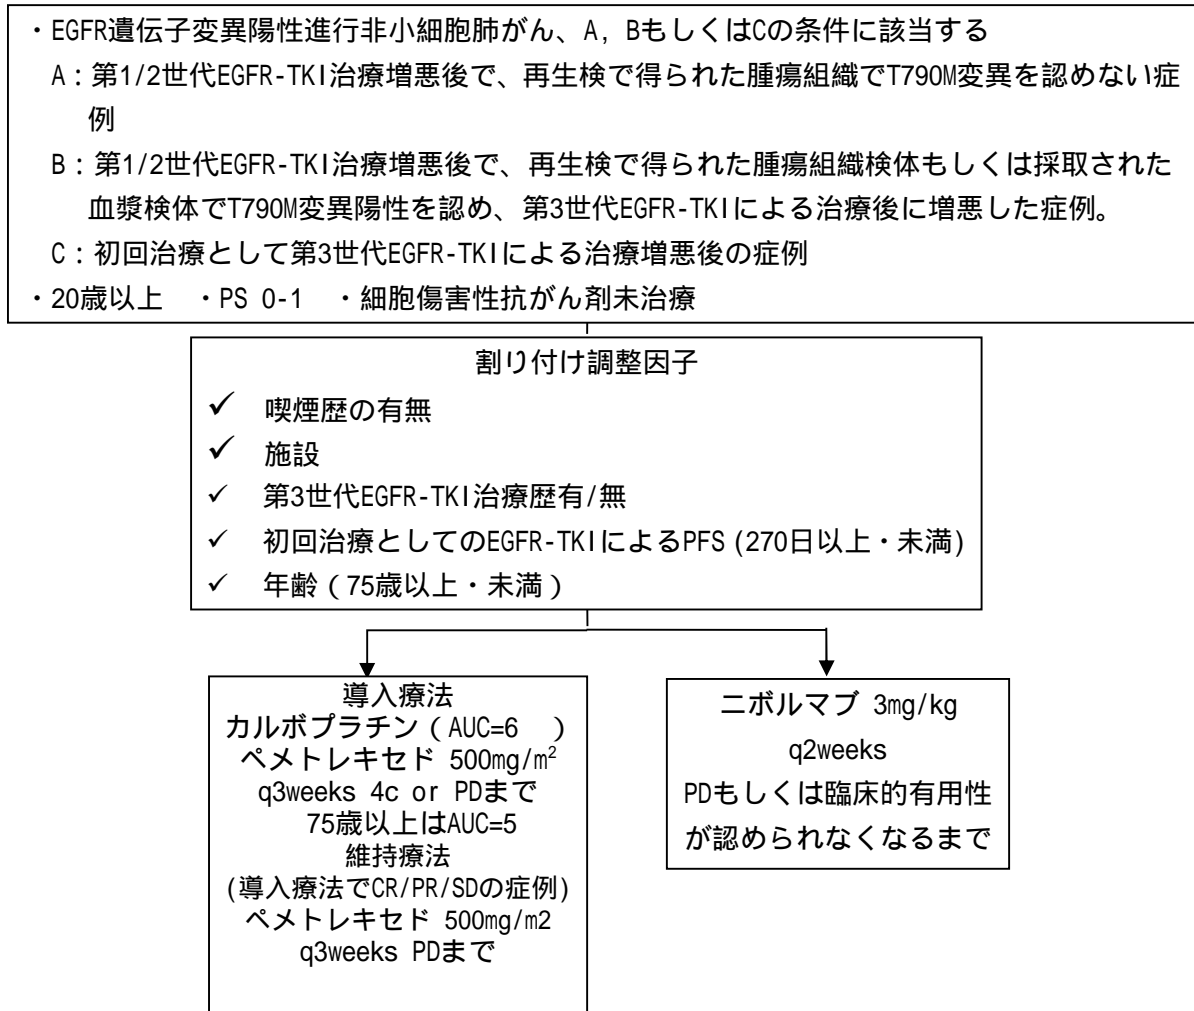 ・EGFR遺伝子変異陽性進行非小細胞肺がん、A, BもしくはCの条件に該当する
A：第1/2世代EGFR-TKI治療増悪後で、再生検で得られた腫瘍組織でT790M変異を認めない症
例
B：第1/2世代EGFR-TKI治療増悪後で、再生検で得られた腫瘍組織検体もしくは採取された
血漿検体でT790M変異陽性を認め、第3世代EGFR-TKIによる治療後に増悪した症例。
C：初回治療として第3世代EGFR-TKIによる治療増悪後の症例
・20歳以上　・PS 0-1　・細胞傷害性抗がん剤未治療
割り付け調整因子
✓ 喫煙歴の有無
✓ 施設
✓ 第3世代EGFR-TKI治療歴有/無
✓ 初回治療としてのEGFR-TKIによるPFS (270日以上・未満)
✓ 年齢（75歳以上・未満）
導入療法
カルボプラチン（AUC=6　）
ペメトレキセド 500mg/m²
q3weeks 4c or PDまで
75歳以上はAUC=5
維持療法
(導入療法でCR/PR/SDの症例)
ペメトレキセド 500mg/m2
q3weeks PDまで
ニボルマブ 3mg/kg
q2weeks
PDもしくは臨床的有用性
が認められなくなるまで